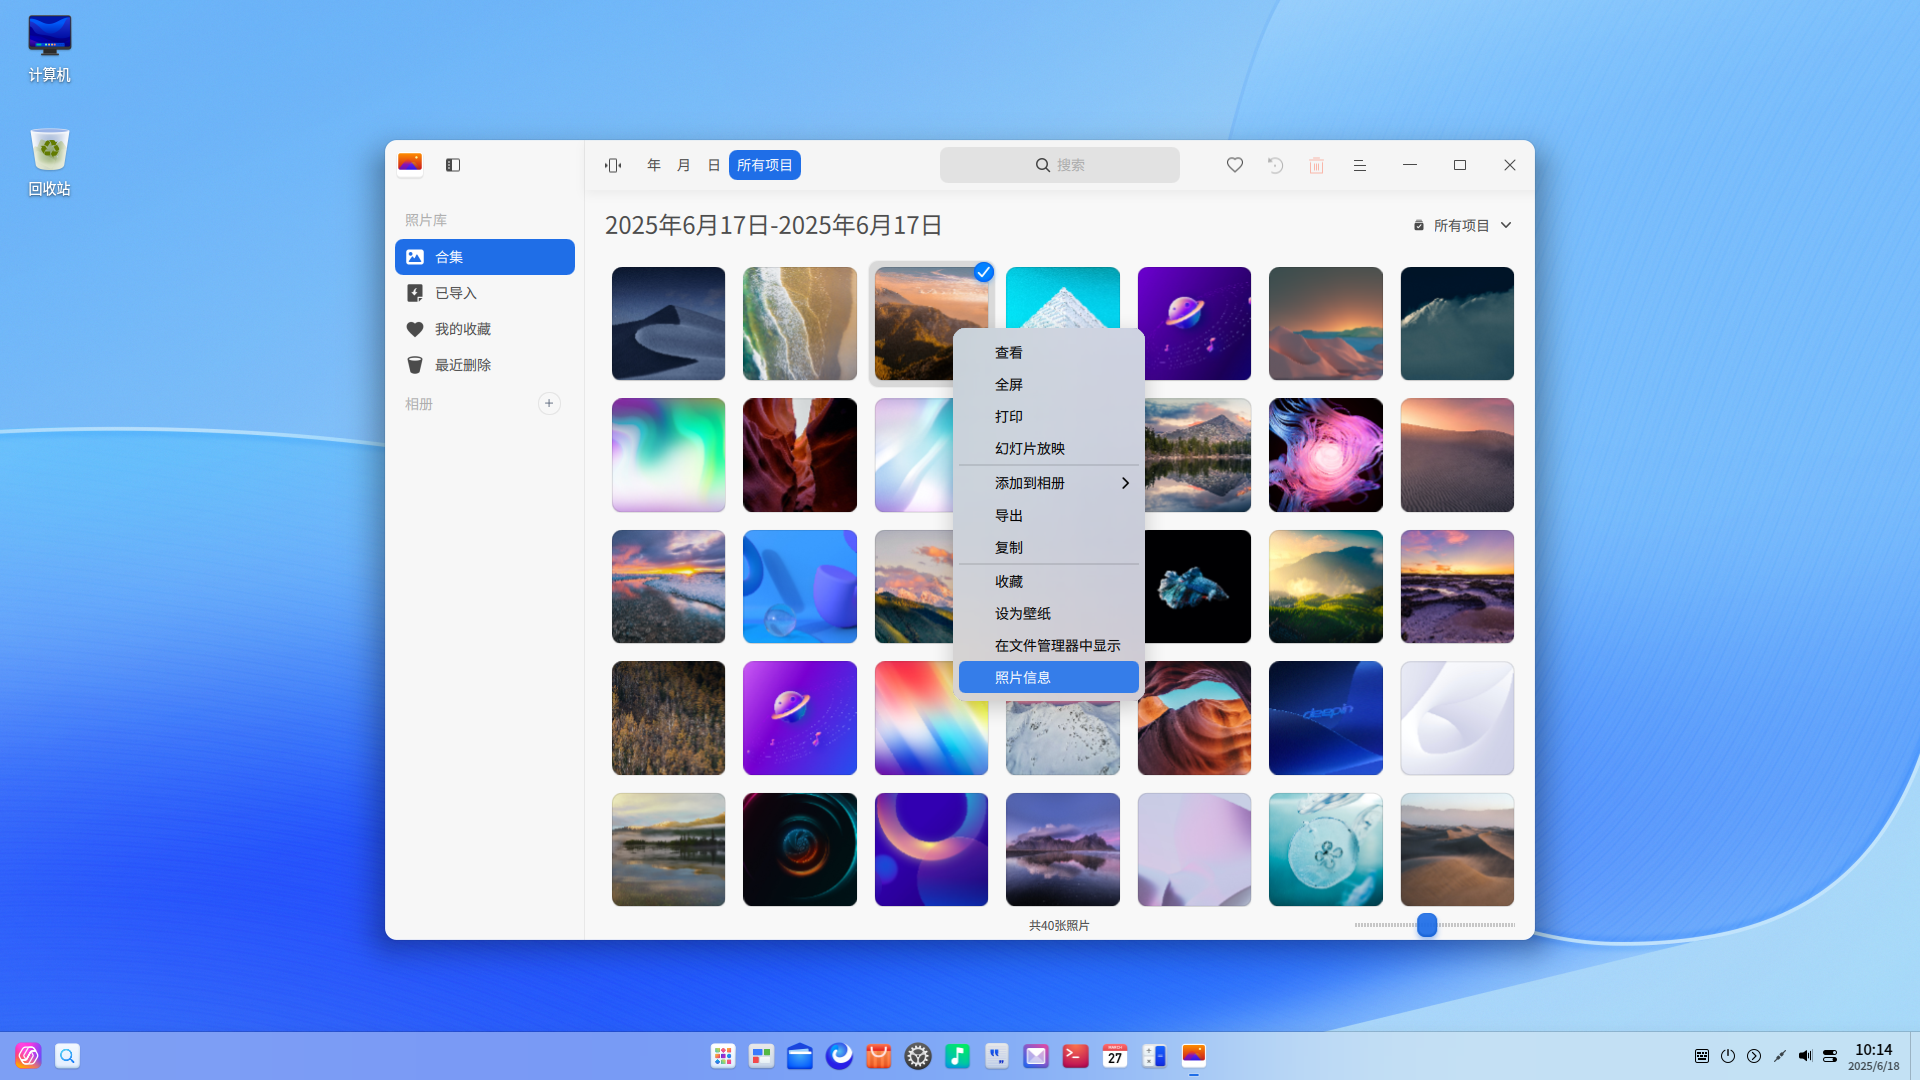 计算机
回收站
年 月 日 所有项目
搜索
照片库
合集
已导入
我的收藏
最近删除
相册
2025年6月17日-2025年6月17日
所有项目
查看
全屏
打印
幻灯片放映
添加到相册
导出
复制
收藏
设为壁纸
在文件管理器中显示
照片信息
deepin
共40张照片
MARCH
27
10:14
2025/6/18